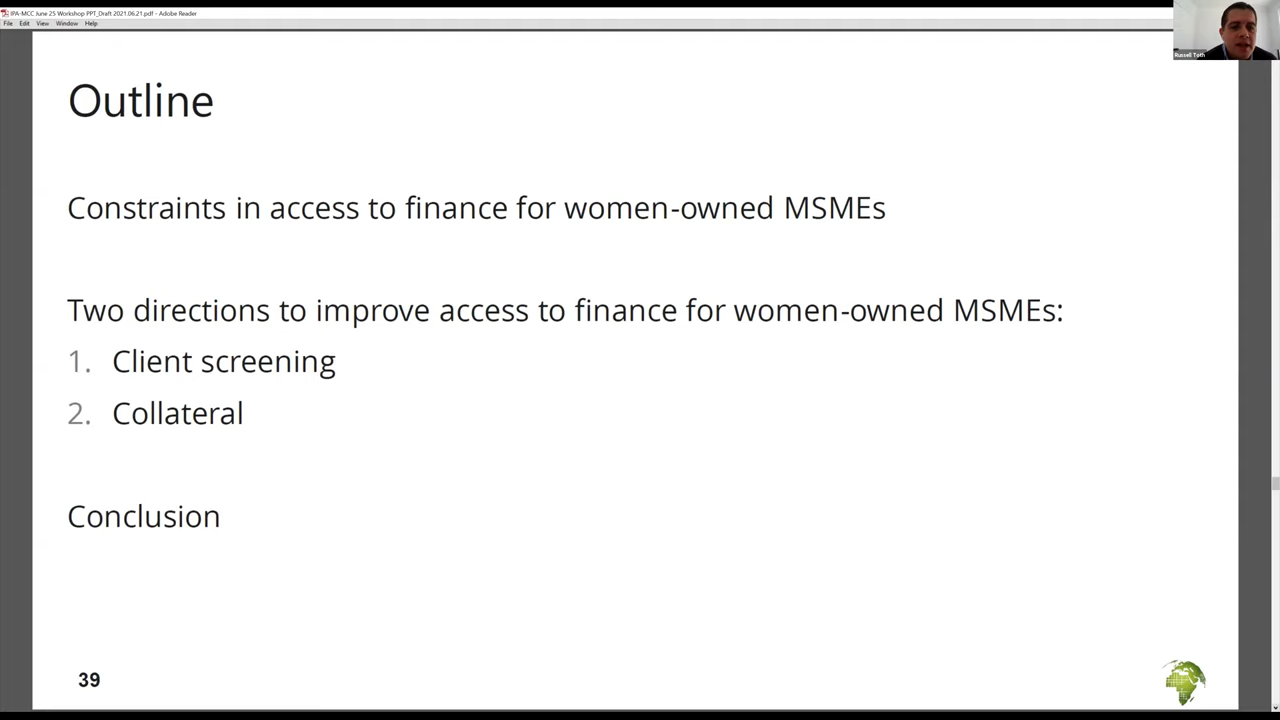 IPA-MCC June 25 Workshop PPT_Draft 2021.06.21.pdf - Adobe Reader
File Edit View Window Help
Russell Toth
Outline
Constraints in access to finance for women-owned MSMEs
Two directions to improve access to finance for women-owned MSMEs:
1. Client screening
2. Collateral
Conclusion
39